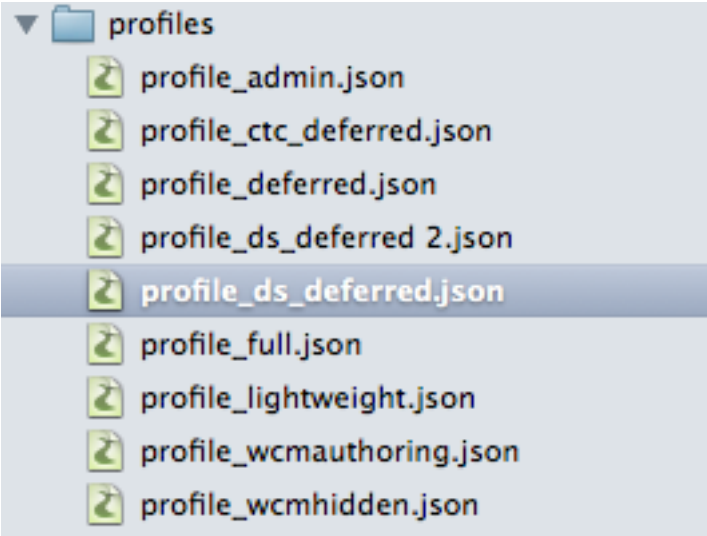 profiles
profile_admin.json
profile_ctc_deferred.json
profile_deferred.json
profile_ds_deferred 2.json
profile_ds_deferred.json
profile_full.json
profile_lightweight.json
profile_wcmauthoring.json
profile_wcmhidden.json